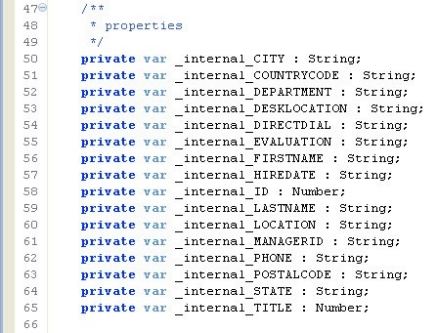 47 /**
48 * properties
49 */
50 private var _internal_CITY : String;
51 private var _internal_COUNTRYCODE : String;
52 private var _internal_DEPARTMENT : String;
53 private var _internal_DESKLOCATION : String;
54 private var _internal_DIRECTDIAL : String;
55 private var _internal_EVALUATION : String;
56 private var _internal_FIRSTNAME : String;
57 private var _internal_HIREDATE : String;
58 private var _internal_ID : Number;
59 private var _internal_LASTNAME : String;
60 private var _internal_LOCATION : String;
61 private var _internal_MANAGERID : String;
62 private var _internal_PHONE : String;
63 private var _internal_POSTALCODE : String;
64 private var _internal_STATE : String;
65 private var _internal_TITLE : Number;
66